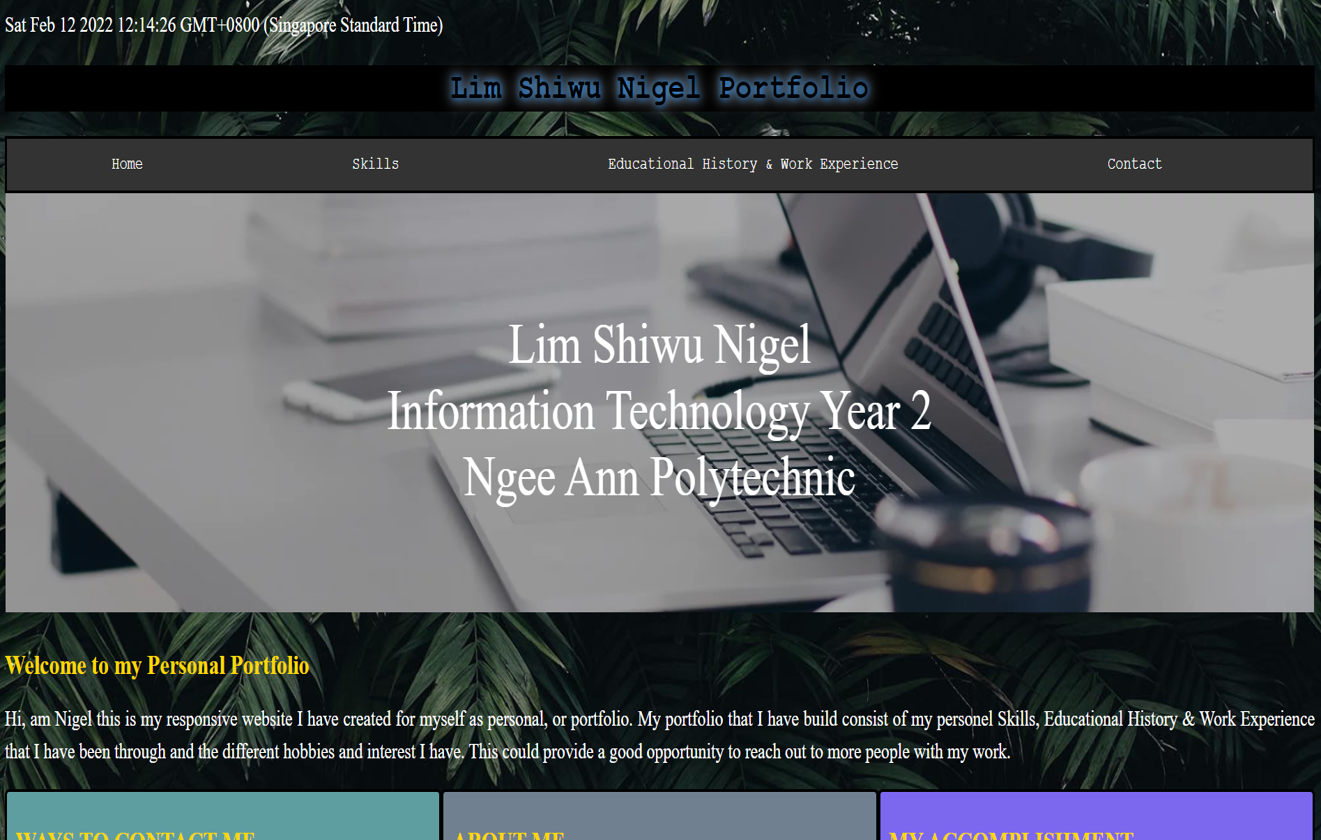 Sat Feb 12 2022 12:14:26 GMT+0800 (Singapore Standard Time)
Lim Shiwu Nigel Portfolio
Home Skills Educational History & Work Experience Contact
Lim Shiwu Nigel
Information Technology Year 2
Ngee Ann Polytechnic
Welcome to my Personal Portfolio
Hi, am Nigel this is my responsive website I have created for myself as personal, or portfolio. My portfolio that I have build consist of my personel Skills, Educational History & Work Experience
that I have been through and the different hobbies and interest I have. This could provide a good opportunity to reach out to more people with my work.
WAYS TO CONTACT ME ABOUT ME MY ACCOMPLISHMENT